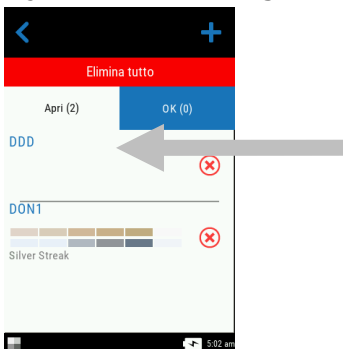 Elimina tutto
Apri (2) OK (0)
DDD
DON1
Silver Streak
5:02 am